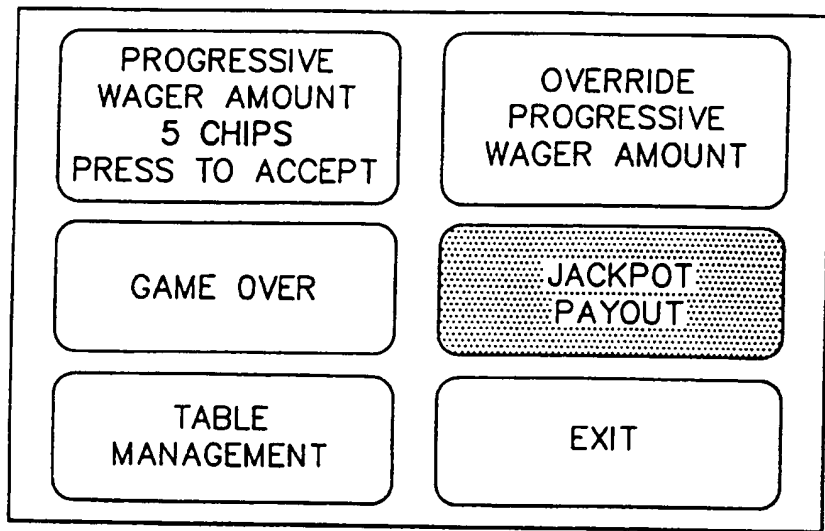 PROGRESSIVE
WAGER AMOUNT
5 CHIPS
PRESS TO ACCEPT
OVERRIDE
PROGRESSIVE
WAGER AMOUNT
GAME OVER
JACKPOT
PAYOUT
TABLE
MANAGEMENT
EXIT